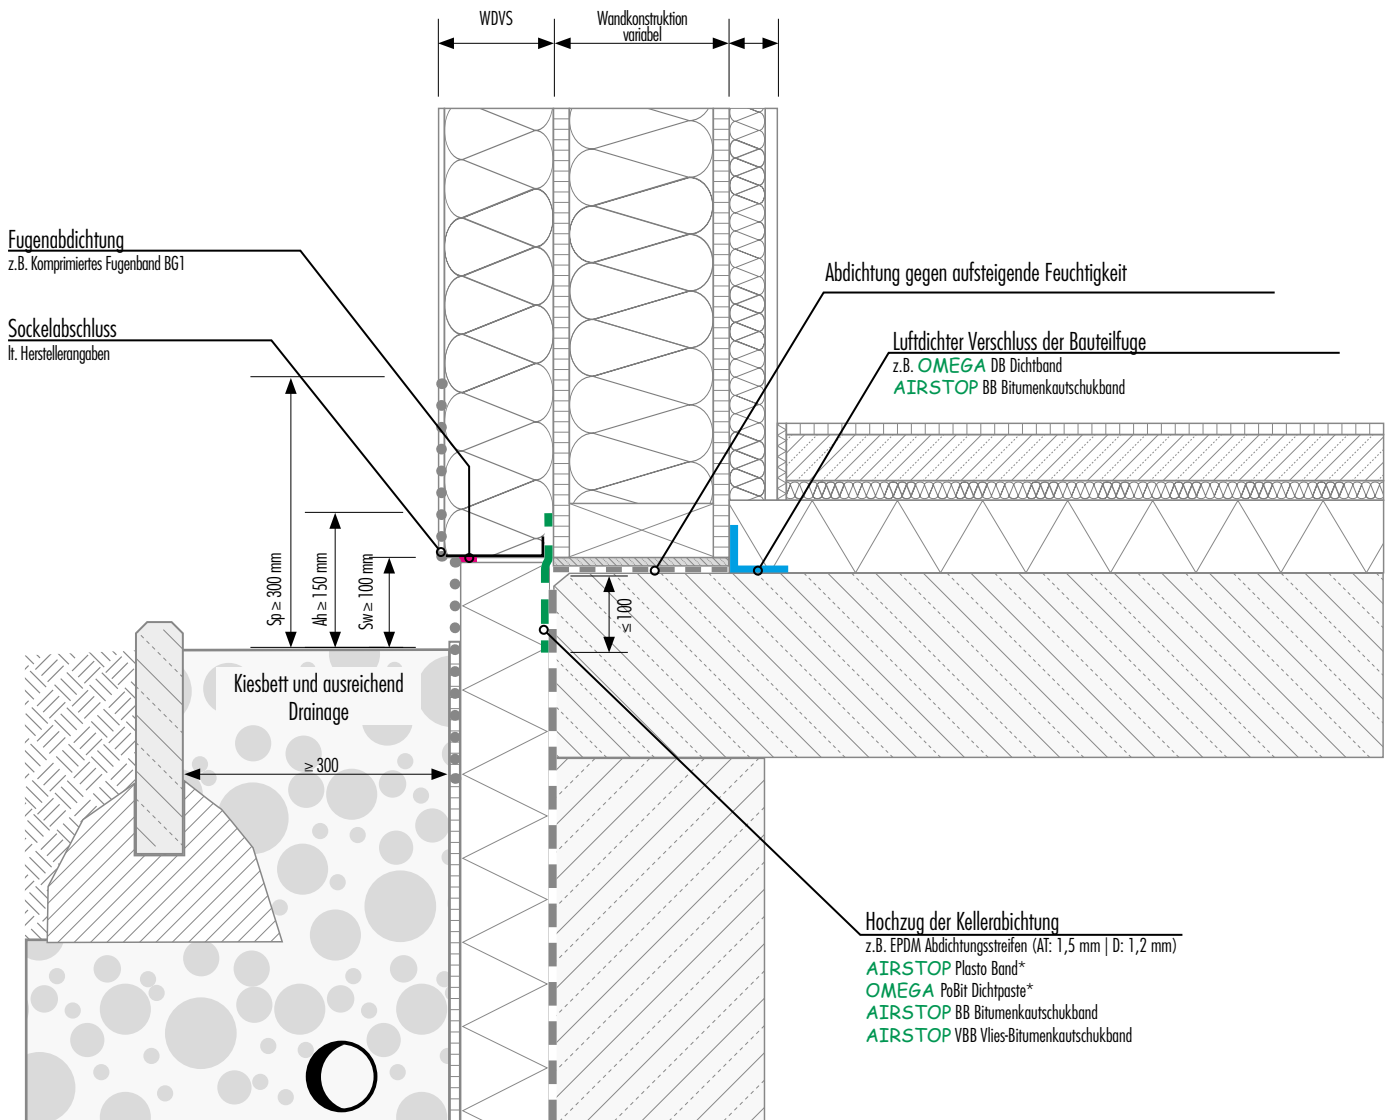 WDVS
Wandkonstruktion
variabel
Fugenabdichtung
z.B. Komprimiertes Fugenband BG1
Sockelabschluss
lt. Herstellerangaben
Abdichtung gegen aufsteigende Feuchtigkeit
Luftdichter Verschluss der Bauteilfuge
z.B. OMEGA DB Dichtband
AIRSTOP BB Bitumenkautschukband
Sp ≥ 300 mm
Ah ≥ 150 mm
Sw ≥ 100 mm
≤ 100
Kiesbett und ausreichend
Drainage
≥ 300
Hochzug der Kellerabichtung
z.B. EPDM Abdichtungsstreifen (AT: 1,5 mm | D: 1,2 mm)
AIRSTOP Plasto Band*
OMEGA PoBit Dichtpaste*
AIRSTOP BB Bitumenkautschukband
AIRSTOP VBB Vlies-Bitumenkautschukband